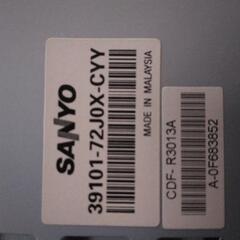 SANYO
39101-72J0X-CYY
MADE IN MALAYSIA
CDF- R3013A
A-0F683852